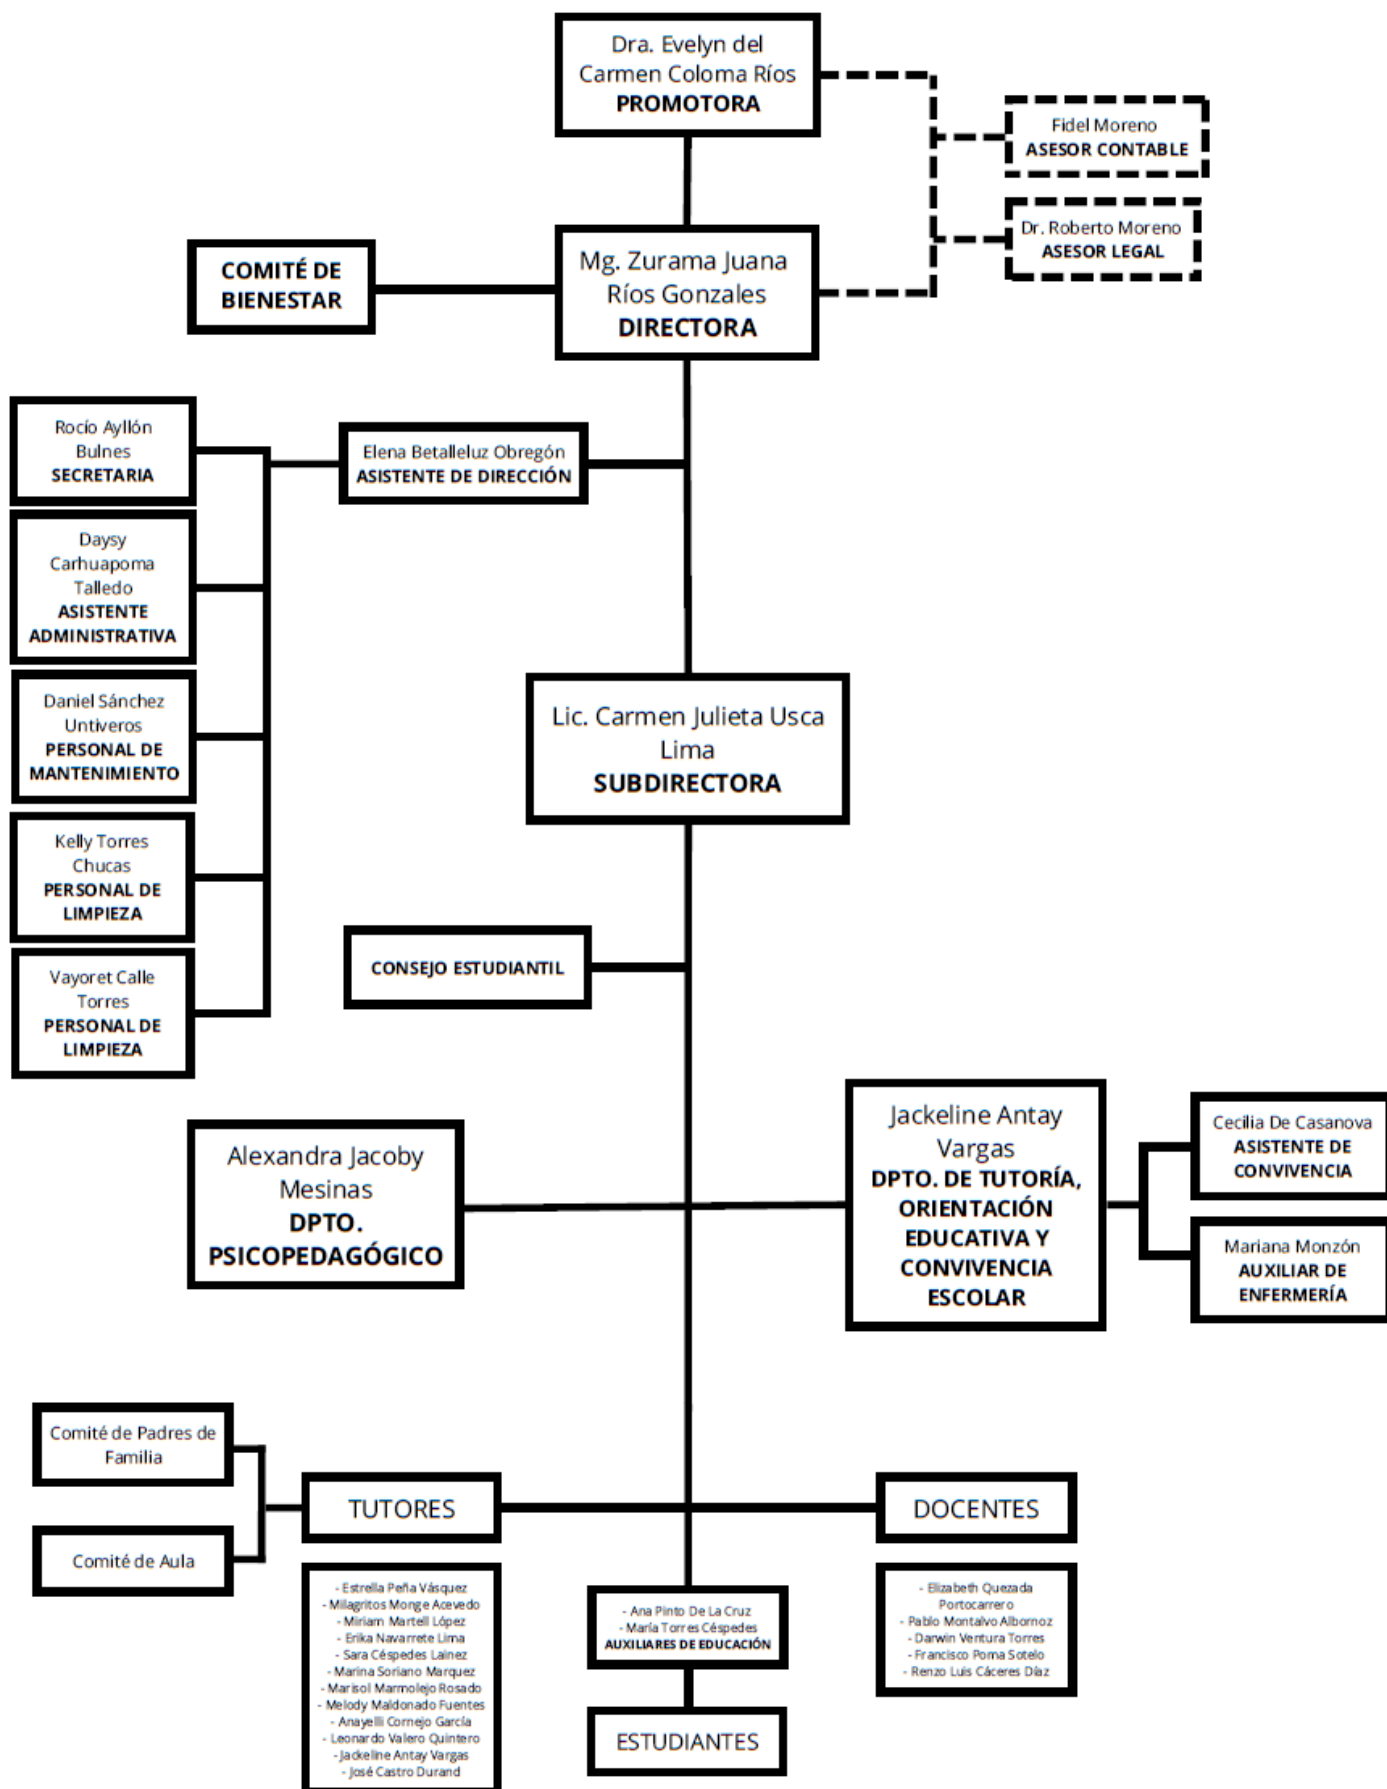 Dra. Evelyn del
Carmen Coloma Ríos
PROMOTORA
Fidel Moreno
ASESOR CONTABLE
Dr. Roberto Moreno
ASESOR LEGAL
COMITÉ DE
BIENESTAR
Mg. Zurama Juana
Ríos Gonzales
DIRECTORA
Rocío Ayllón
Bulnes
SECRETARIA
Elena Betalleluz Obregón
ASISTENTE DE DIRECCIÓN
Daysy
Carhuapoma
Talledo
ASISTENTE
ADMINISTRATIVA
Daniel Sánchez
Untiveros
PERSONAL DE
MANTENIMIENTO
Lic. Carmen Julieta Usca
Lima
SUBDIRECTORA
Kelly Torres
Chucas
PERSONAL DE
LIMPIEZA
CONSEJO ESTUDIANTIL
Vayoret Calle
Torres
PERSONAL DE
LIMPIEZA
Alexandra Jacoby
Mesinas
DPTO.
PSICOPEDAGÓGICO
Jackeline Antay
Vargas
DPTO. DE TUTORÍA,
ORIENTACIÓN
EDUCATIVA Y
CONVIVENCIA
ESCOLAR
Cecilia De Casanova
ASISTENTE DE
CONVIVENCIA
Mariana Monzón
AUXILIAR DE
ENFERMERÍA
Comité de Padres de
Familia
Comité de Aula
TUTORES
DOCENTES
- Estrella Peña Vásquez
- Milagritos Monge Acevedo
- Miriam Martell López
- Erika Navarrete Lima
- Sara Céspedes Lainez
- Marina Soriano Marquez
- Marisol Marmolejo Rosado
- Melody Maldonado Fuentes
- Anayelli Cornejo García
- Leonardo Valero Quintero
- Jackeline Antay Vargas
- José Castro Durand
- Ana Pinto De La Cruz
- María Torres Céspedes
AUXILIARES DE EDUCACIÓN
- Elizabeth Quezada
Portocarrero
- Pablo Montalvo Albornoz
- Darwin Ventura Torres
- Francisco Poma Sotelo
- Renzo Luis Cáceres Díaz
ESTUDIANTES